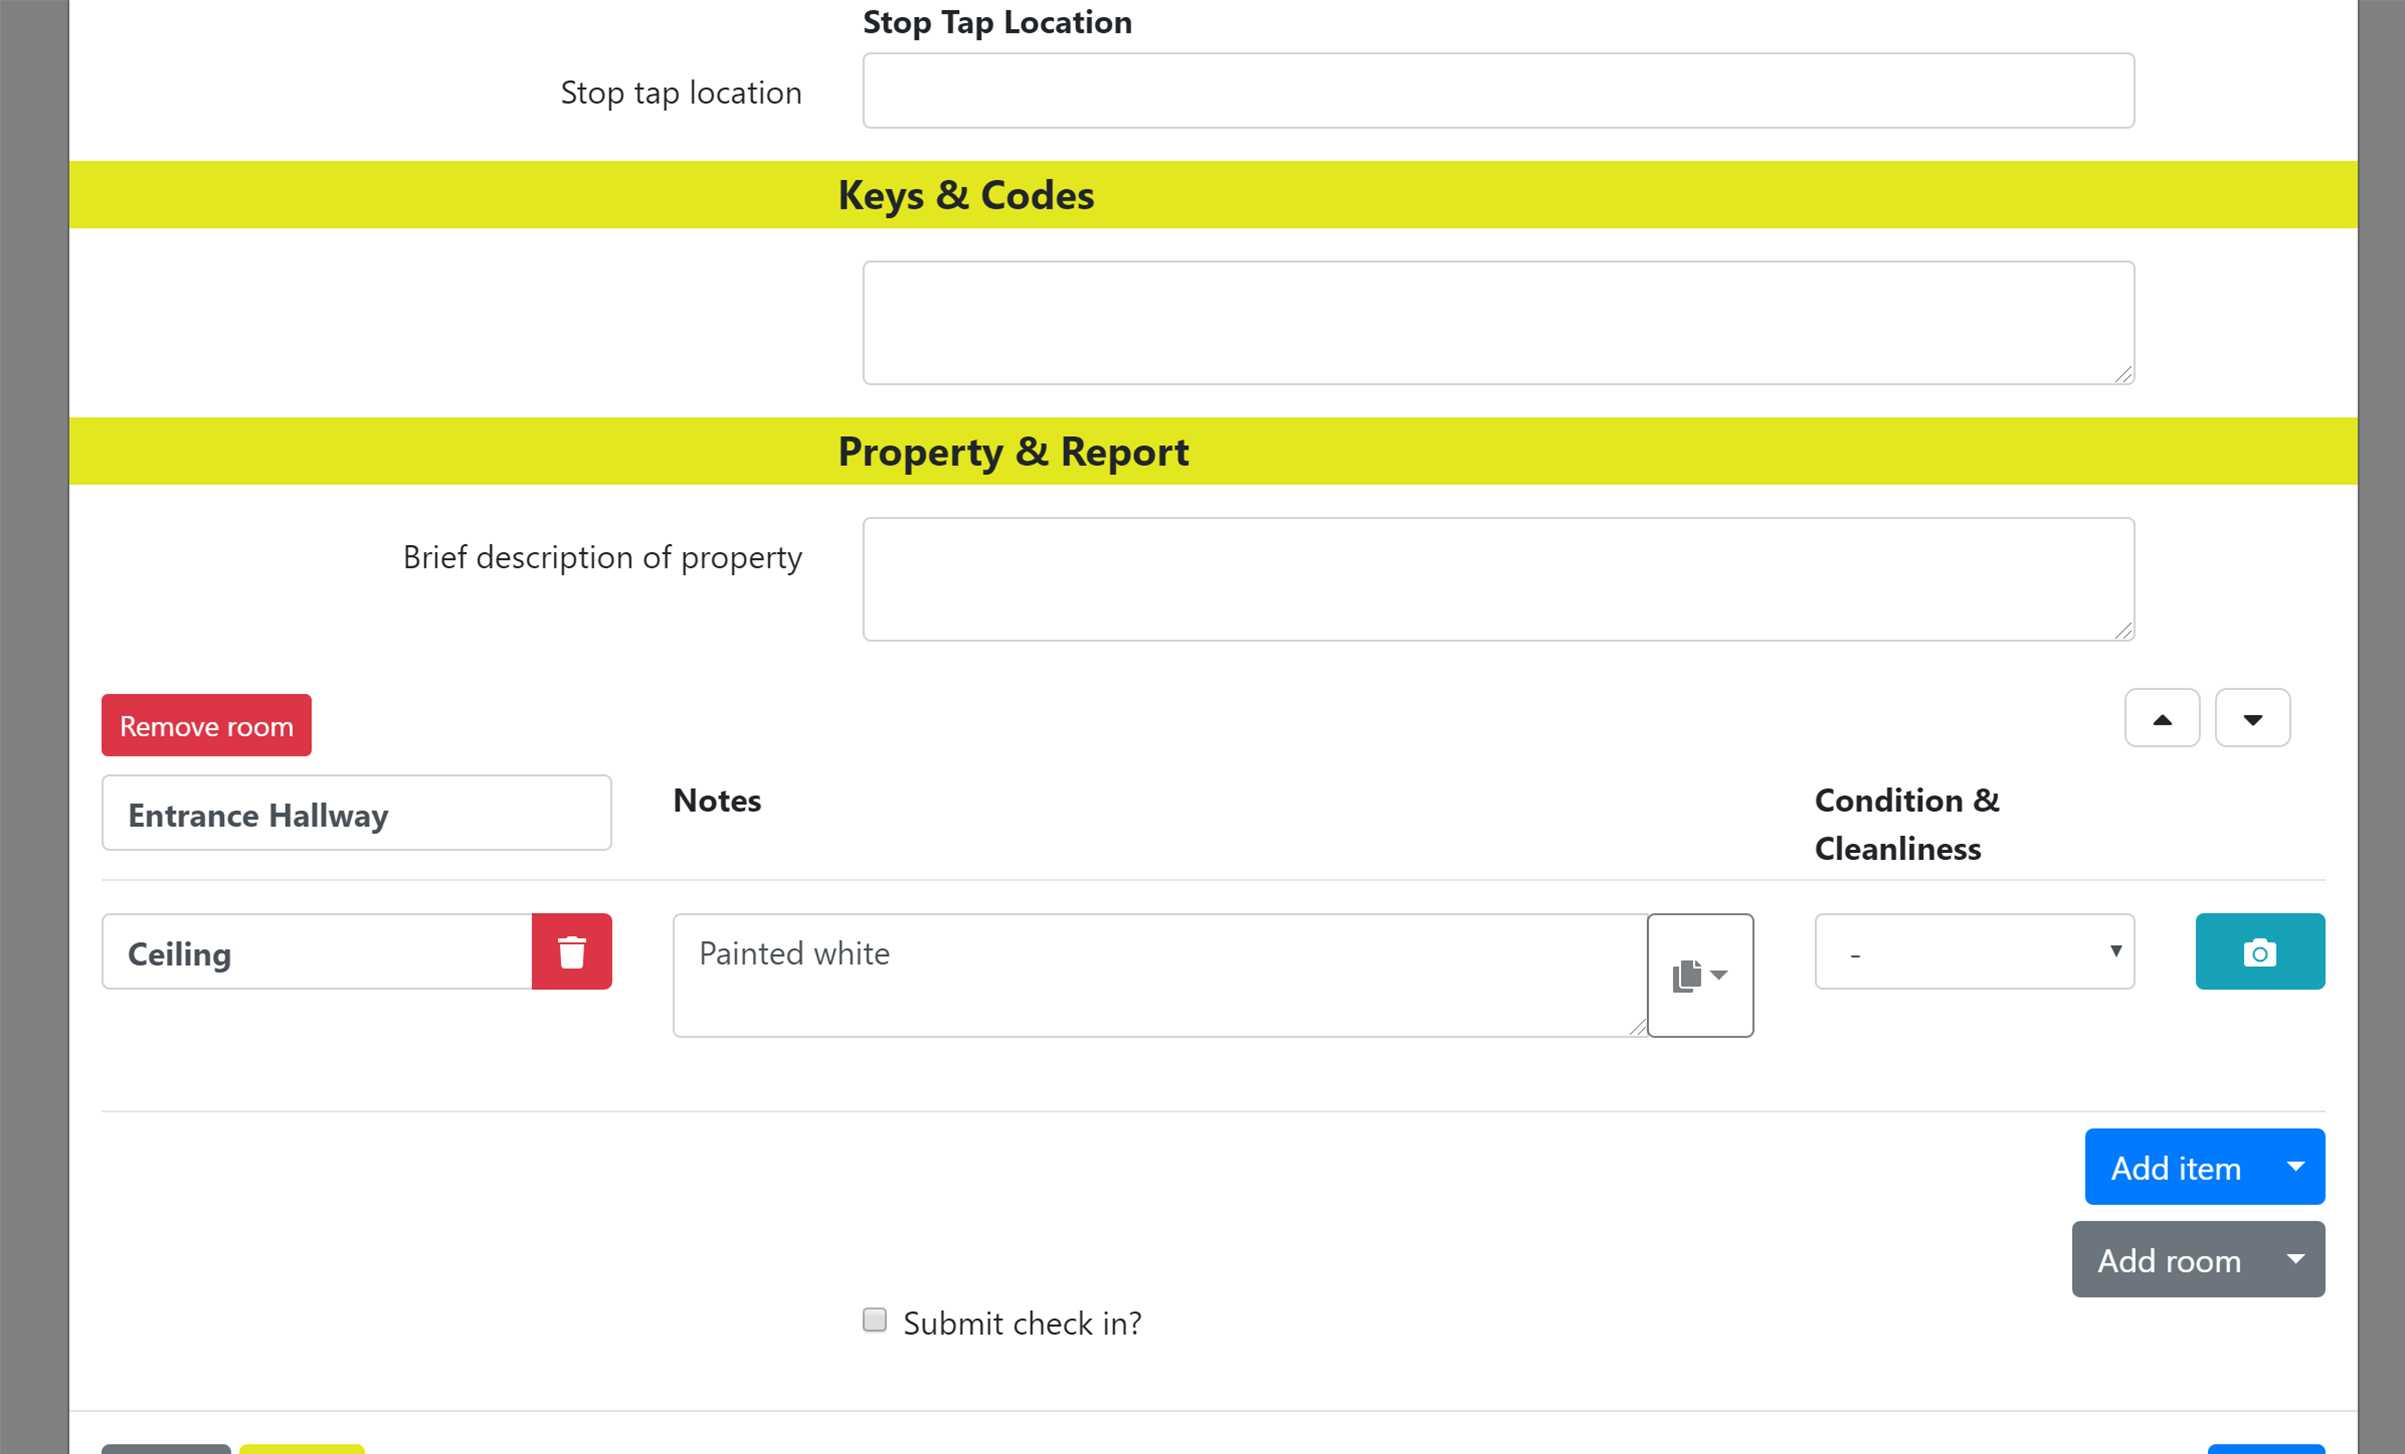 Stop Tap Location
Stop tap location
Keys & Codes
Property & Report
Brief description of property
Remove room
Entrance Hallway
Notes
Condition &
Cleanliness
Ceiling
Painted white
-
Add item
Add room
Submit check in?